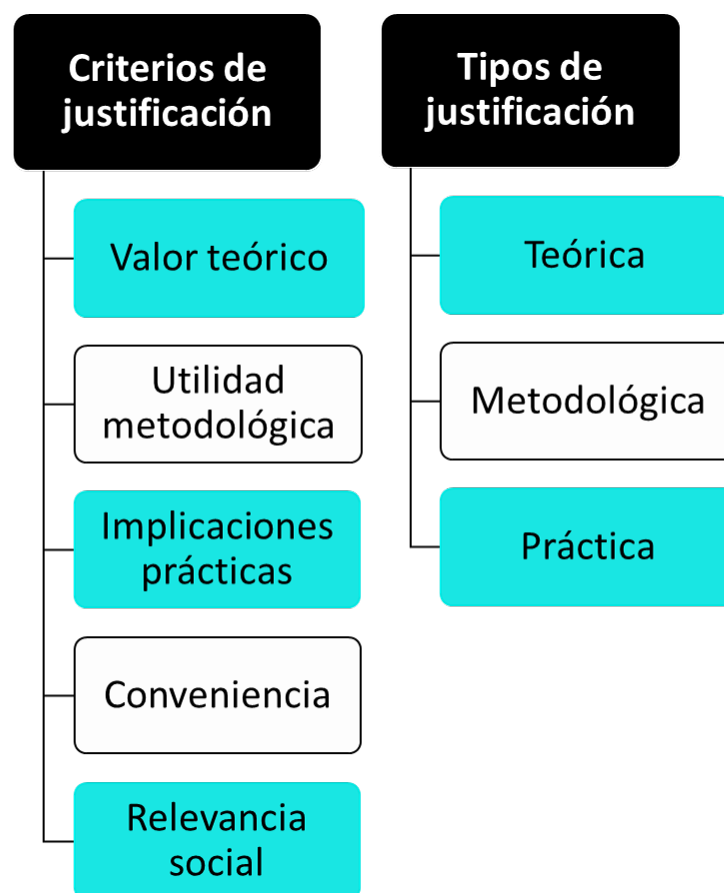 Criterios de
justificación
Valor teórico
Utilidad
metodológica
Implicaciones
prácticas
Conveniencia
Relevancia
social
Tipos de
justificación
Teórica
Metodológica
Práctica